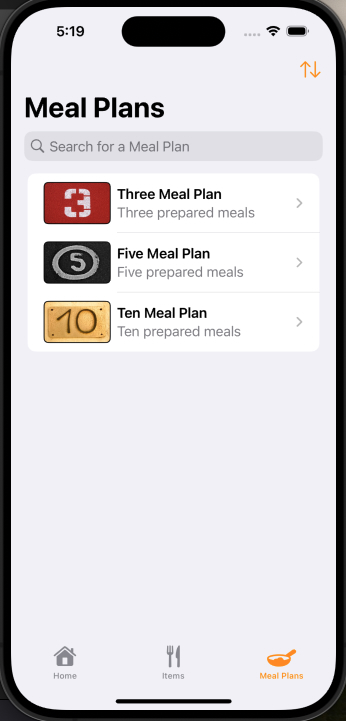 5:19
Meal Plans
Search for a Meal Plan
3
Three Meal Plan
Three prepared meals
5
Five Meal Plan
Five prepared meals
10
Ten Meal Plan
Ten prepared meals
Home
Items
Meal Plans